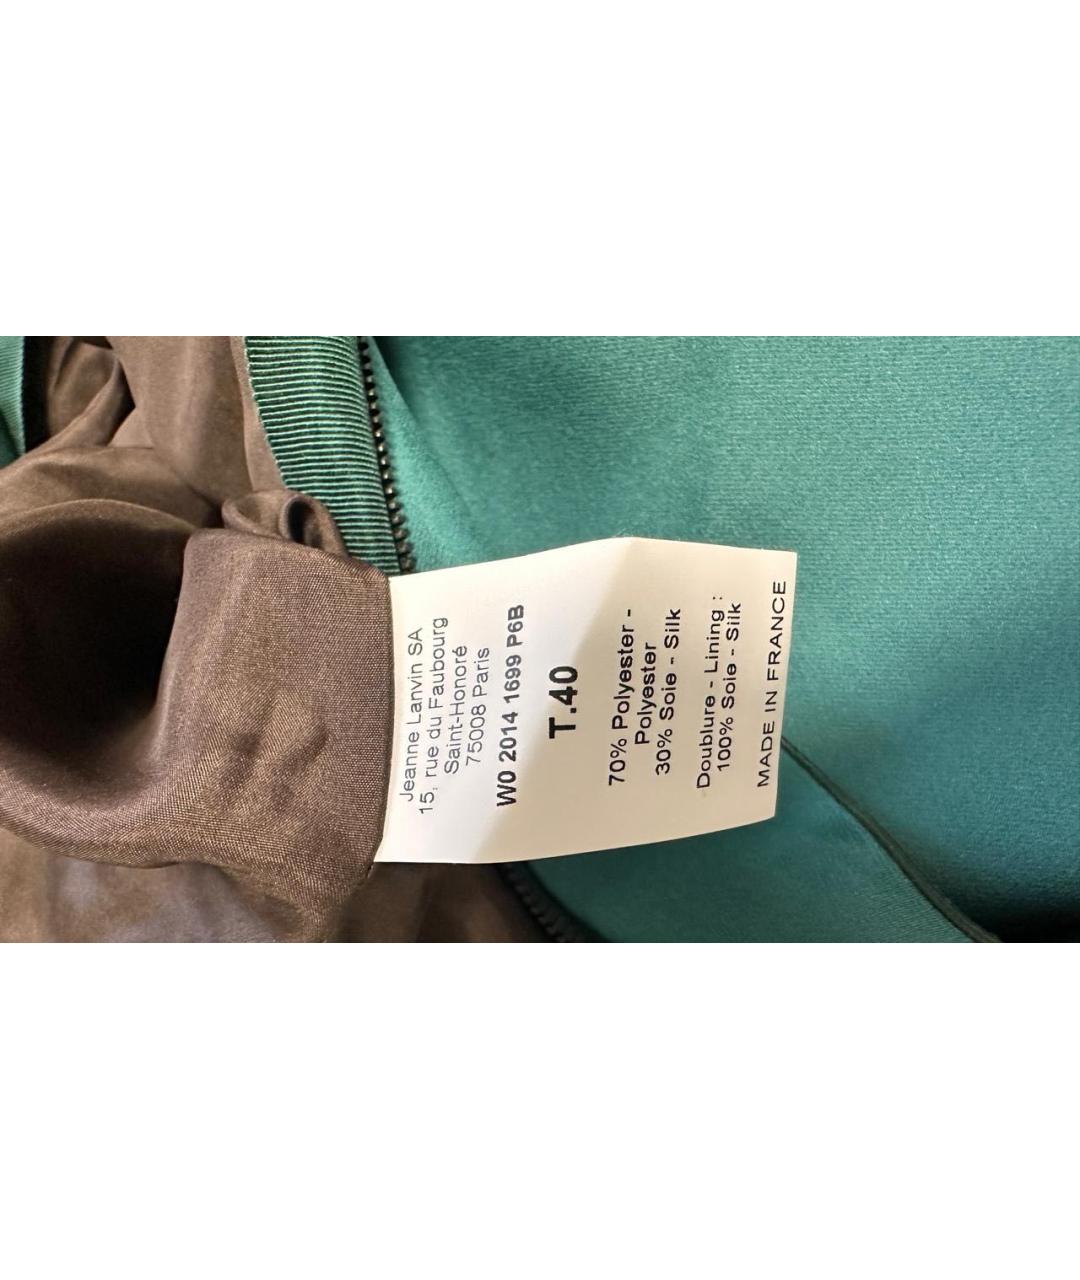 Jeanne Lanvin SA
15, rue du Faubourg
Saint-Honoré
75008 Paris
W0 2014 1699 P6B
T.40
70% Polyester -
Polyester
30% Soie - Silk
Doublure - Lining :
100% Soie - Silk
MADE IN FRANCE